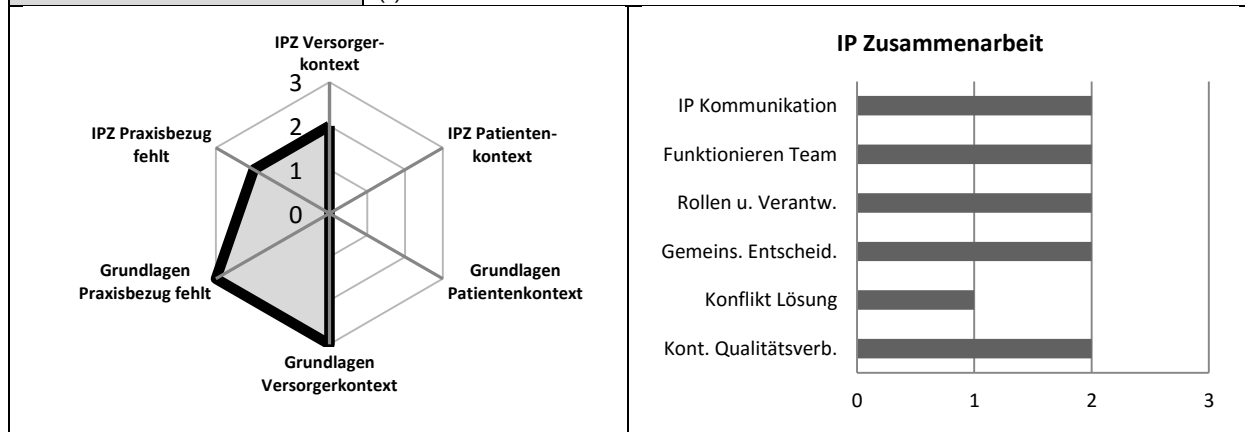 IPZ Versorger-
kontext
3
2
1
0
IPZ Patienten-
kontext
Grundlagen
Patientenkontext
Grundlagen
Versorgerkontext
Grundlagen
Praxisbezug fehlt
IPZ Praxisbezug
fehlt
IP Zusammenarbeit
IP Kommunikation
Funktionieren Team
Rollen u. Verantw.
Gemeins. Entscheid.
Konflikt Lösung
Kont. Qualitätsverb.
0 1 2 3